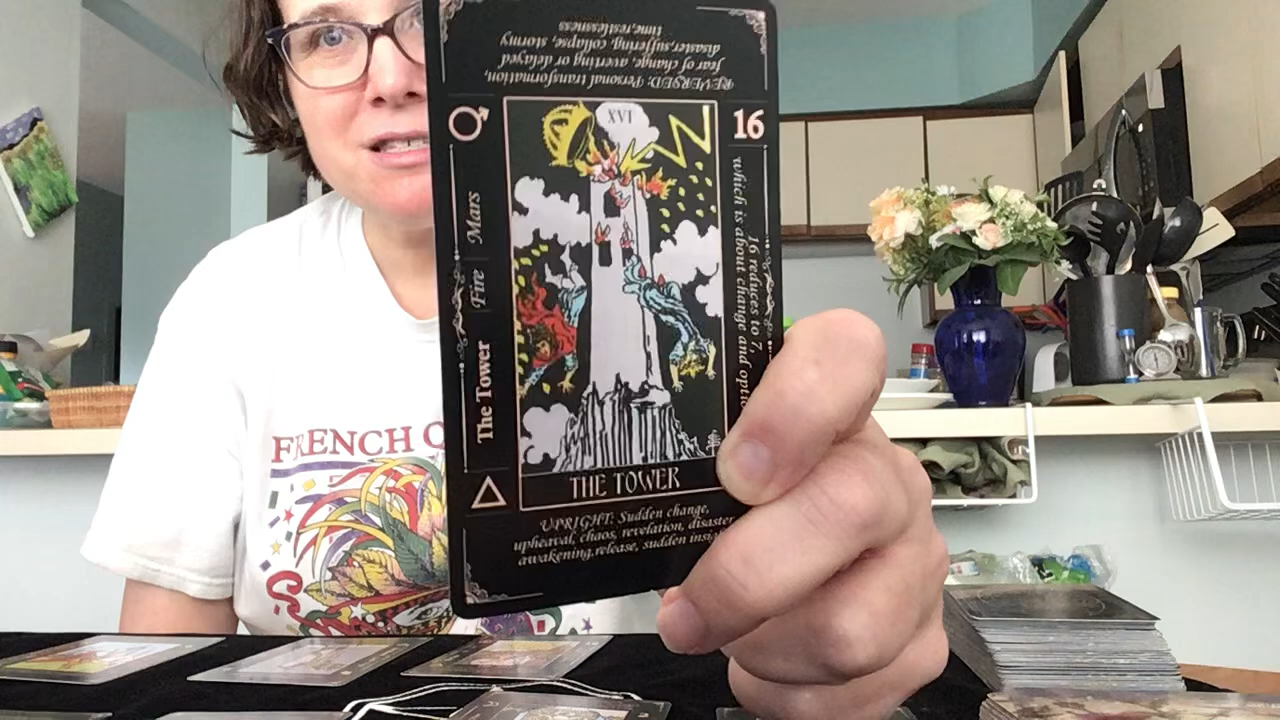 REVERSED: Personal transformation,
fear of change, averting or delayed
disaster,suffering, collapse, stormy
time,restlessness
XVI
16
Mars
Fire
The Tower
16 reduces to 7,
which is about change and
THE TOWER
UPRIGHT: Sudden change,
upheaval, chaos, revelation, disaster
awakening.release, sudden
FRENCH